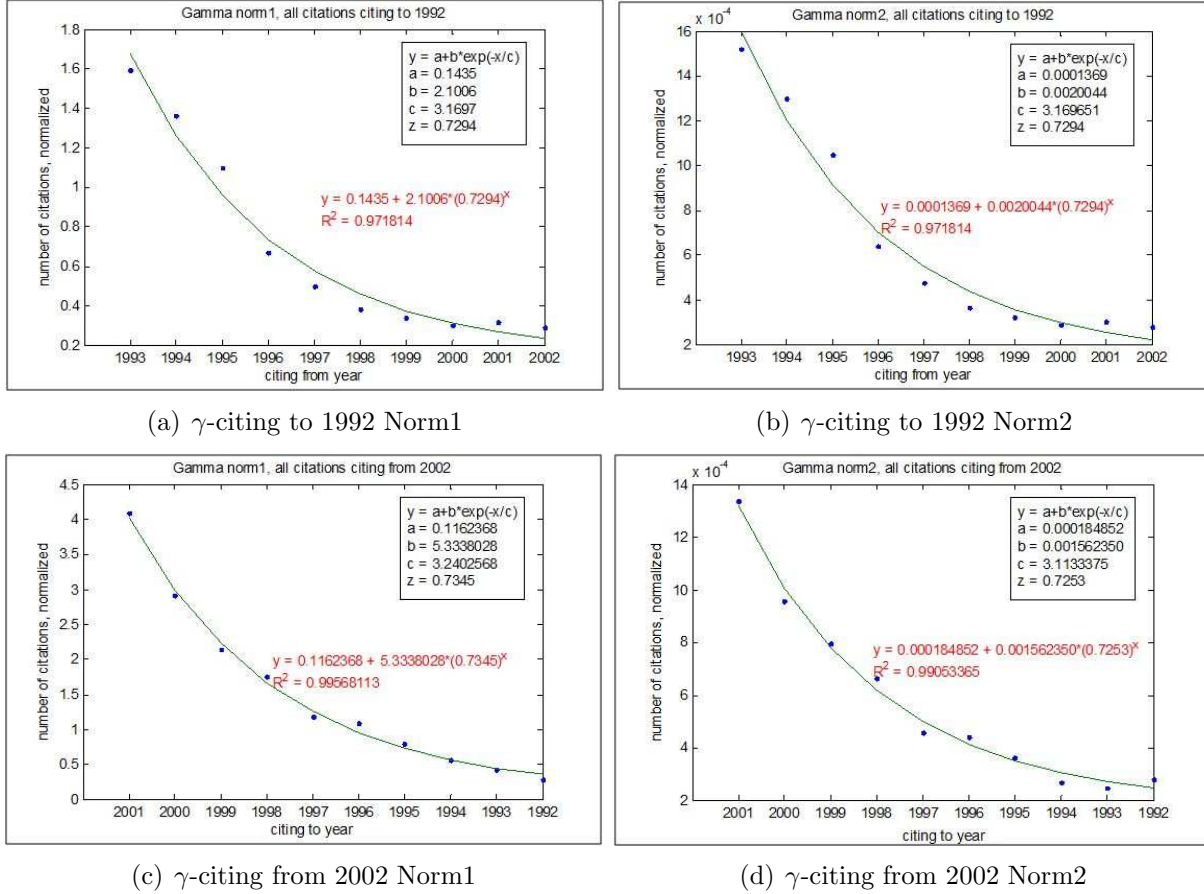 Gamma norm1, all citations citing to 1992
1.8
1.6
1.4
1.2
1
0.8
0.6
0.4
0.2
number of citations, normalized
y = a+b*exp(-x/c)
a = 0.1435
b = 2.1006
c = 3.1697
z = 0.7294
y = 0.1435 + 2.1006*(0.7294)^x
R^2 = 0.971814
1993 1994 1995 1996 1997 1998 1999 2000 2001 2002
citing from year
(a) γ-citing to 1992 Norm1
Gamma norm2, all citations citing to 1992
x 10^-4
16
14
12
10
8
6
4
2
number of citations, normalized
y = a+b*exp(-x/c)
a = 0.0001369
b = 0.0020044
c = 3.169651
z = 0.7294
y = 0.0001369 + 0.0020044*(0.7294)^x
R^2 = 0.971814
1993 1994 1995 1996 1997 1998 1999 2000 2001 2002
citing from year
(b) γ-citing to 1992 Norm2
Gamma norm1, all citations citing from 2002
4.5
4
3.5
3
2.5
2
1.5
1
0.5
0
number of citations, normalized
y = a+b*exp(-x/c)
a = 0.1162368
b = 5.3338028
c = 3.2402568
z = 0.7345
y = 0.1162368 + 5.3338028*(0.7345)^x
R^2 = 0.99568113
2001 2000 1999 1998 1997 1996 1995 1994 1993 1992
citing to year
(c) γ-citing from 2002 Norm1
Gamma norm2, all citations citing from 2002
x 10^-4
14
12
10
8
6
4
2
number of citations, normalized
y = a+b*exp(-x/c)
a = 0.000184852
b = 0.001562350
c = 3.1133375
z = 0.7253
y = 0.000184852 + 0.001562350*(0.7253)^x
R^2 = 0.99053365
2001 2000 1999 1998 1997 1996 1995 1994 1993 1992
citing to year
(d) γ-citing from 2002 Norm2